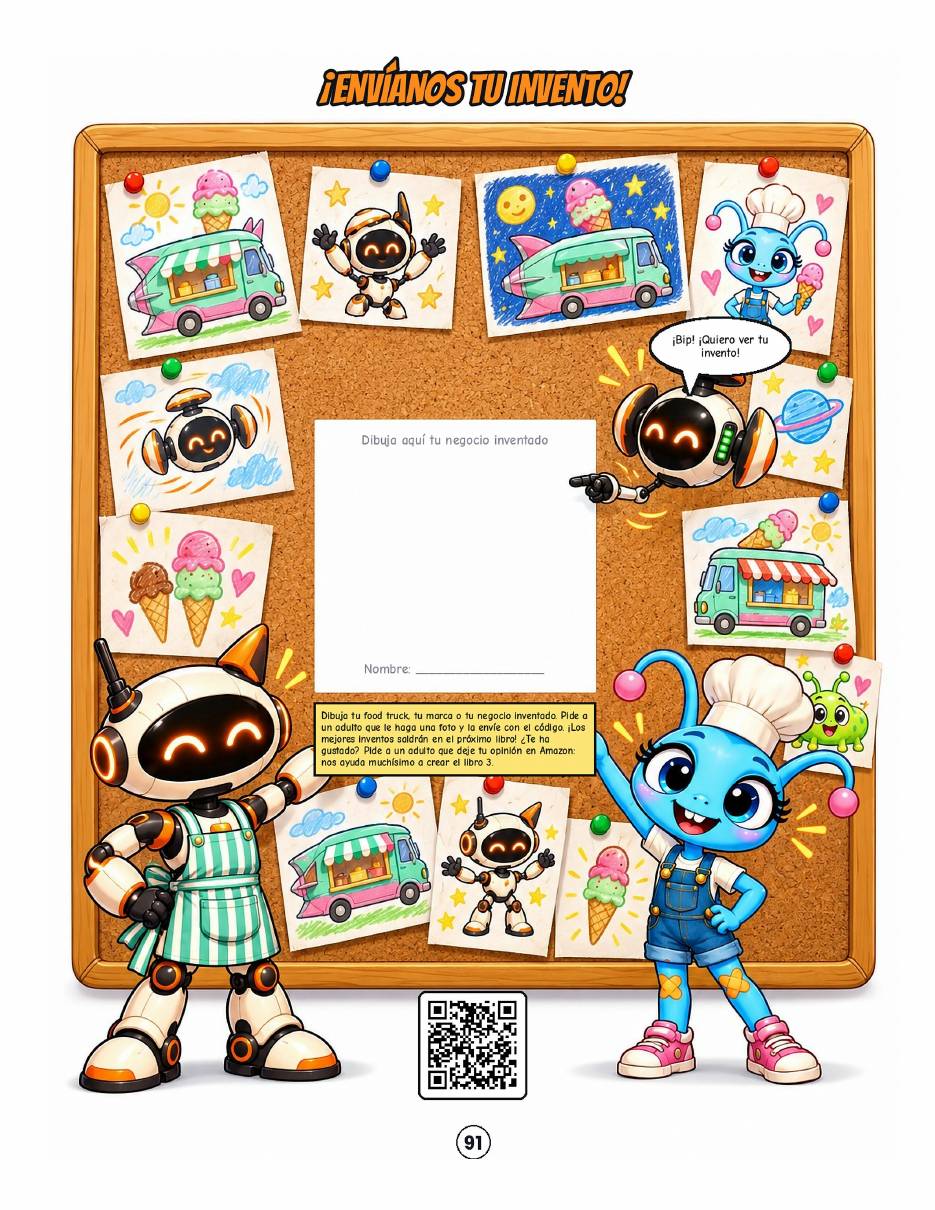 ¡ENVÍANOS TU INVENTO!
¡Bip! ¡Quiero ver tu
invento!
Dibuja aquí tu negocio inventado
Nombre: ____________________
Dibuja tu food truck, tu marca o tu negocio inventado. Pide a
un adulto que le haga una foto y la envíe con el código. ¡Los
mejores inventos saldrán en el próximo libro! ¿Te ha
gustado? Pide a un adulto que deje tu opinión en Amazon:
nos ayuda muchísimo a crear el libro 3.
91